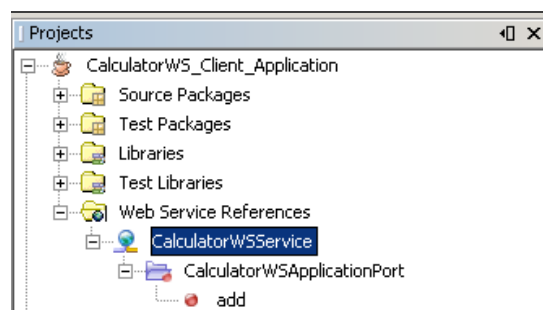 Projects
CalculatorWS_Client_Application
Source Packages
Test Packages
Libraries
Test Libraries
Web Service References
CalculatorWSService
CalculatorWSApplicationPort
add